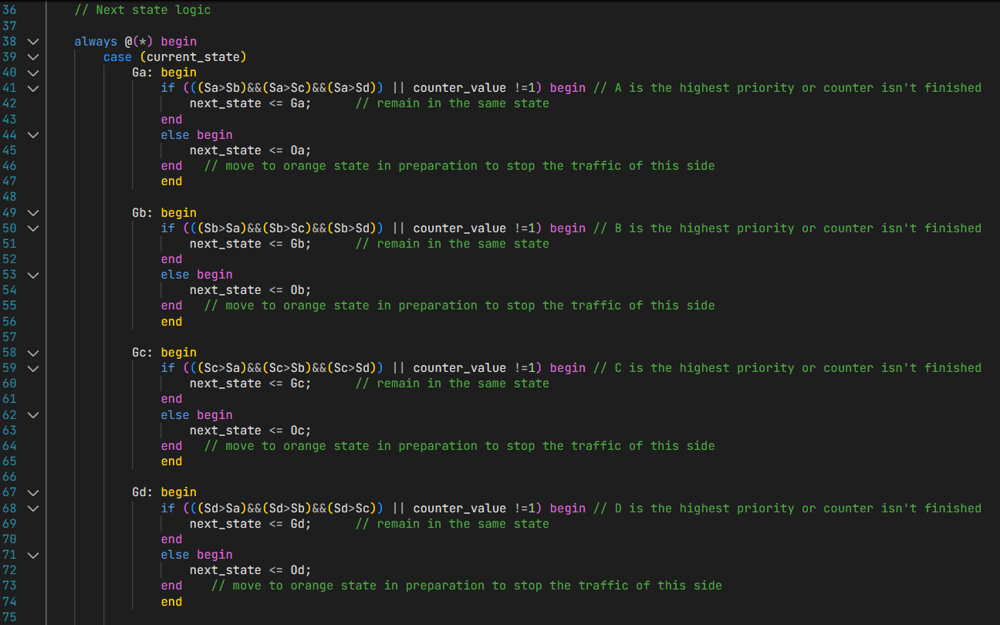 36 // Next state logic
37
38 always @(*) begin
39 case (current_state)
40 Ga: begin
41 if (((Sa>Sb)&&(Sa>Sc)&&(Sa>Sd)) || counter_value !=1) begin // A is the highest priority or counter isn't finished
42 next_state <= Ga; // remain in the same state
43 end
44 else begin
45 next_state <= Oa;
46 end // move to orange state in preparation to stop the traffic of this side
47 end
48
49 Gb: begin
50 if (((Sb>Sa)&&(Sb>Sc)&&(Sb>Sd)) || counter_value !=1) begin // B is the highest priority or counter isn't finished
51 next_state <= Gb; // remain in the same state
52 end
53 else begin
54 next_state <= Ob;
55 end // move to orange state in preparation to stop the traffic of this side
56 end
57
58 Gc: begin
59 if (((Sc>Sa)&&(Sc>Sb)&&(Sc>Sd)) || counter_value !=1) begin // C is the highest priority or counter isn't finished
60 next_state <= Gc; // remain in the same state
61 end
62 else begin
63 next_state <= Oc;
64 end // move to orange state in preparation to stop the traffic of this side
65 end
66
67 Gd: begin
68 if (((Sd>Sa)&&(Sd>Sb)&&(Sd>Sc)) || counter_value !=1) begin // D is the highest priority or counter isn't finished
69 next_state <= Gd; // remain in the same state
70 end
71 else begin
72 next_state <= Od;
73 end // move to orange state in preparation to stop the traffic of this side
74 end
75